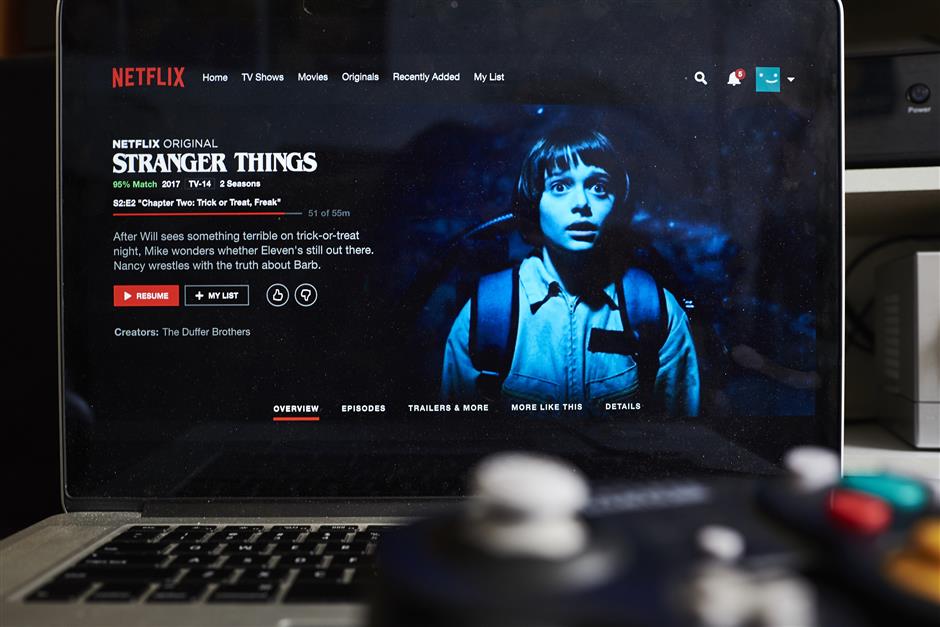 NETFLIX Home TV Shows Movies Originals Recently Added My List 5
NETFLIX ORIGINAL
STRANGER THINGS
95% Match 2017 TV-14 2 Seasons
S2:E2 "Chapter Two: Trick or Treat, Freak"
51 of 55m
After Will sees something terrible on trick-or-treat
night, Mike wonders whether Eleven's still out there.
Nancy wrestles with the truth about Barb.
RESUME + MY LIST
Creators: The Duffer Brothers
OVERVIEW EPISODES TRAILERS & MORE MORE LIKE THIS DETAILS
Power